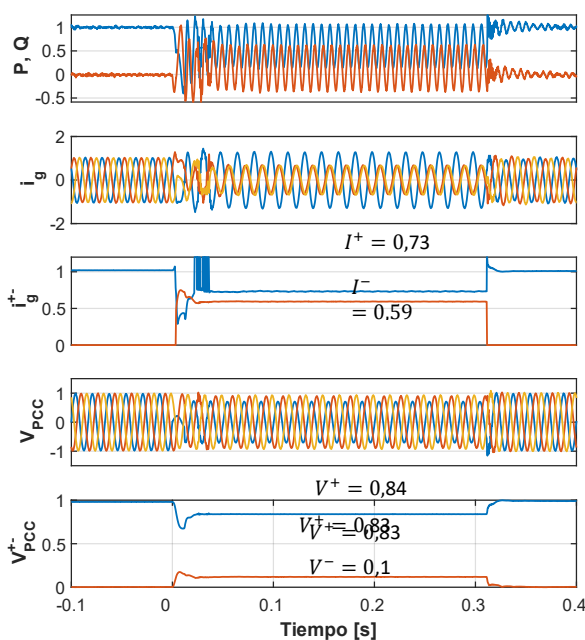 P, Q
1
0.5
0
-0.5
i_g
2
0
-2
I⁺ = 0,73
i_g^+-
1
0.5
0
I⁻
= 0.59
V_PCC
1
0
-1
V⁺ = 0,84
V_PCC^+-
1
0.5
0
V⁺ = 0,83
V⁺ = 0,83
V⁻ = 0,1
-0.1
0
0.1
0.2
0.3
0.4
Tiempo [s]